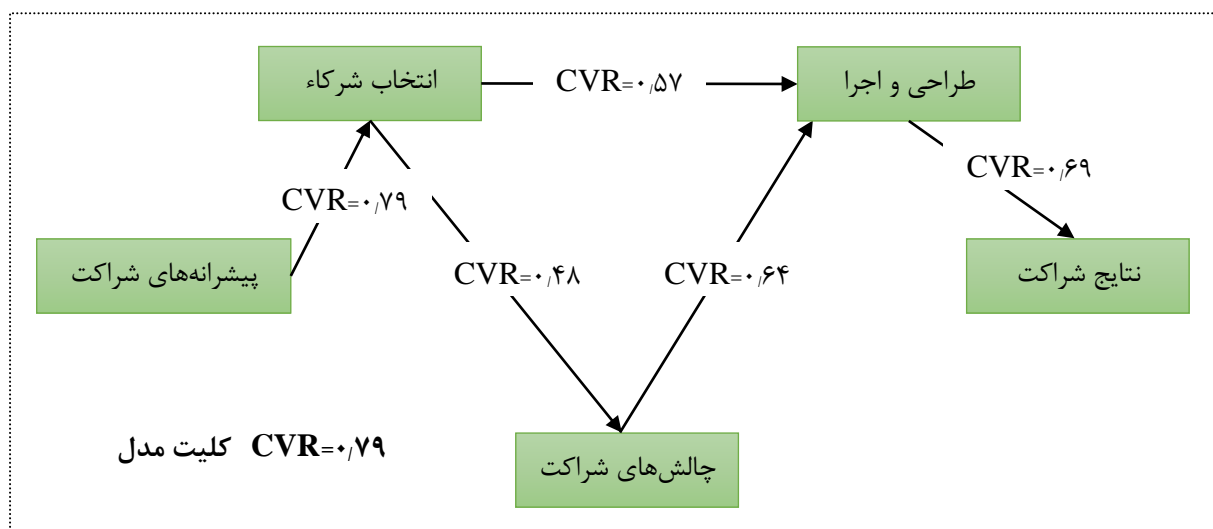 انتخاب شرکاء
CVR=۰/۵۷
طراحی و اجرا
CVR=۰/۷۹
CVR=۰/۶۹
پیشرانه‌های شراکت
CVR=۰/۴۸
CVR=۰/۶۴
نتایج شراکت
CVR=۰/۷۹ کلیت مدل
چالش‌های شراکت